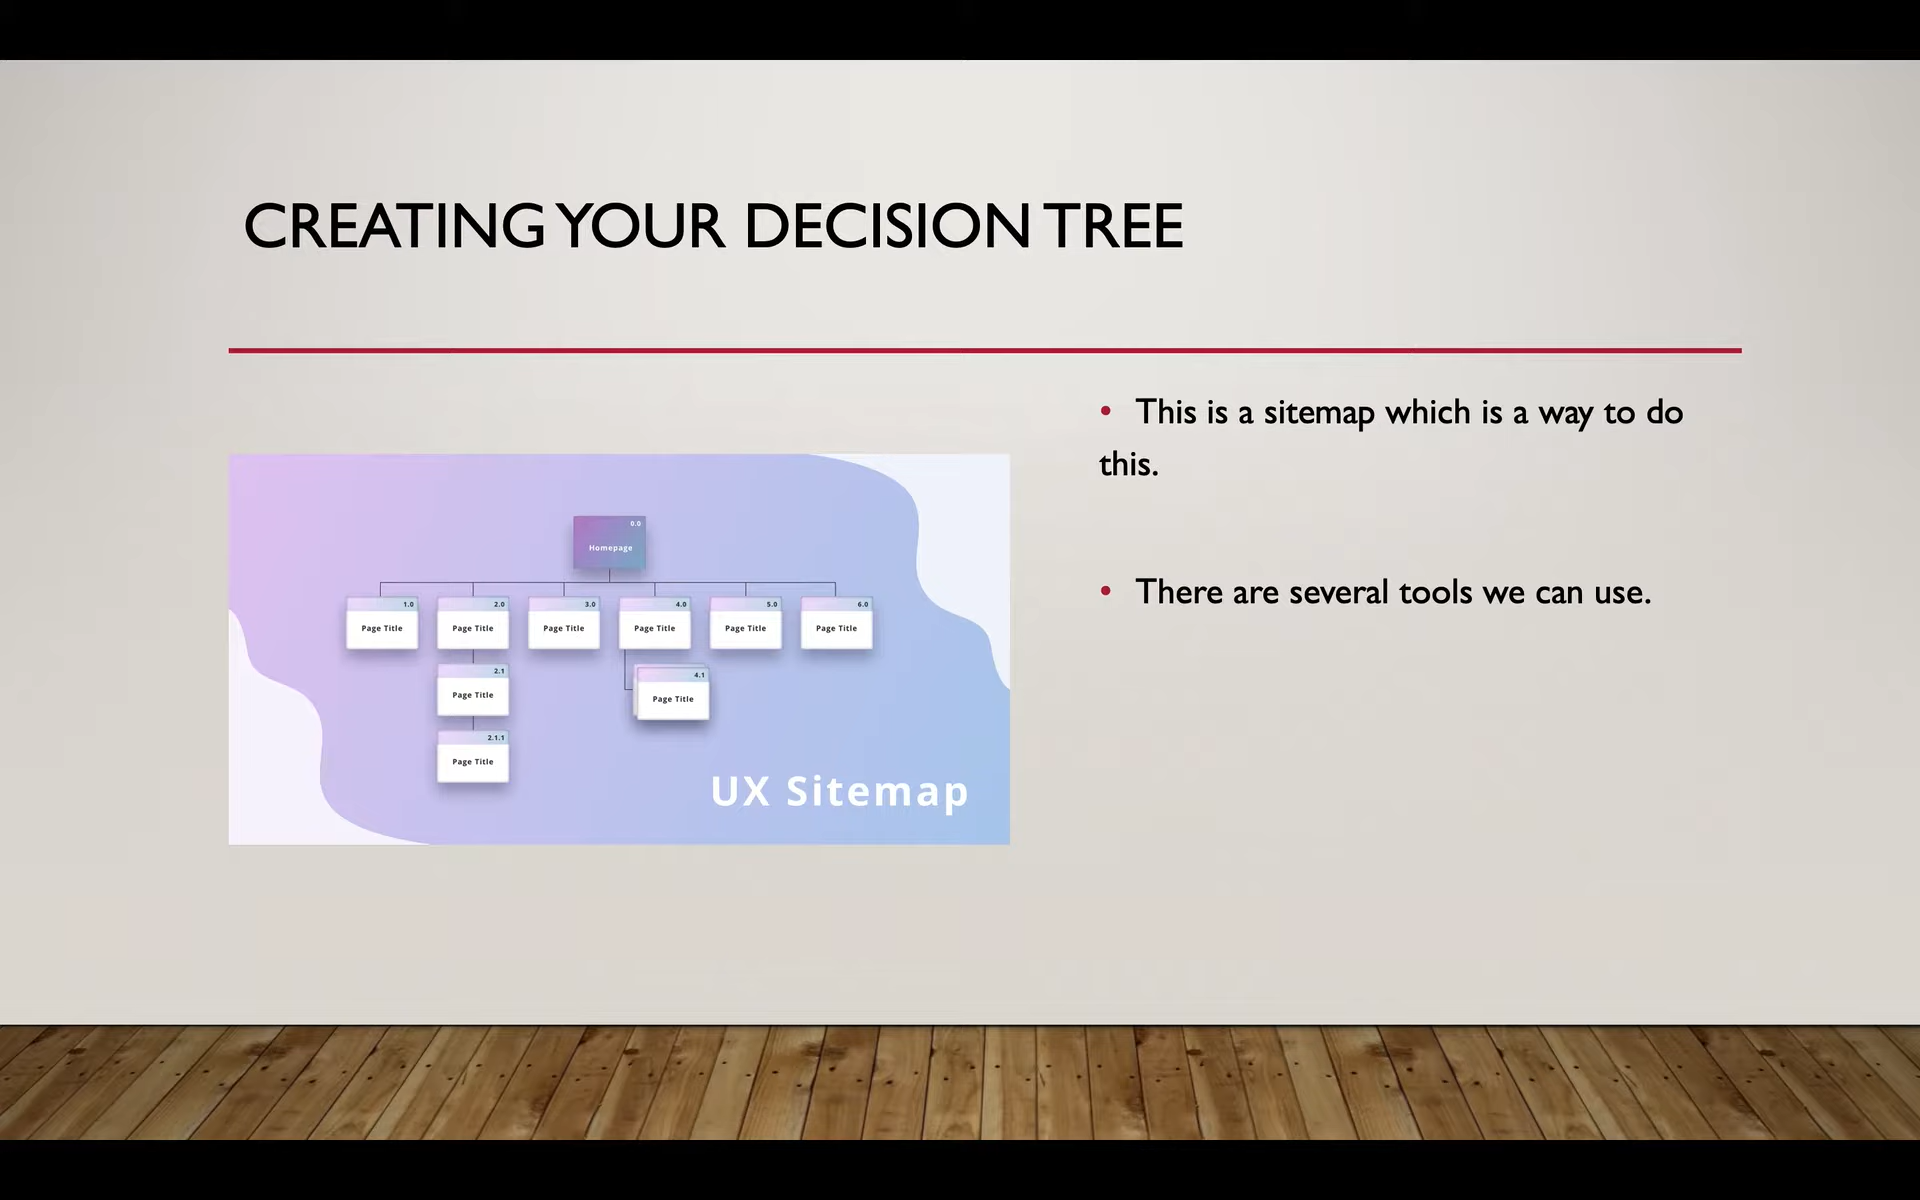 CREATING YOUR DECISION TREE
• This is a sitemap which is a way to do
this.
• There are several tools we can use.
0.0
Homepage
1.0 2.0 3.0 4.0 5.0 6.0
Page Title Page Title Page Title Page Title Page Title Page Title
2.1 4.1
Page Title Page Title
2.1.1
Page Title
UX Sitemap